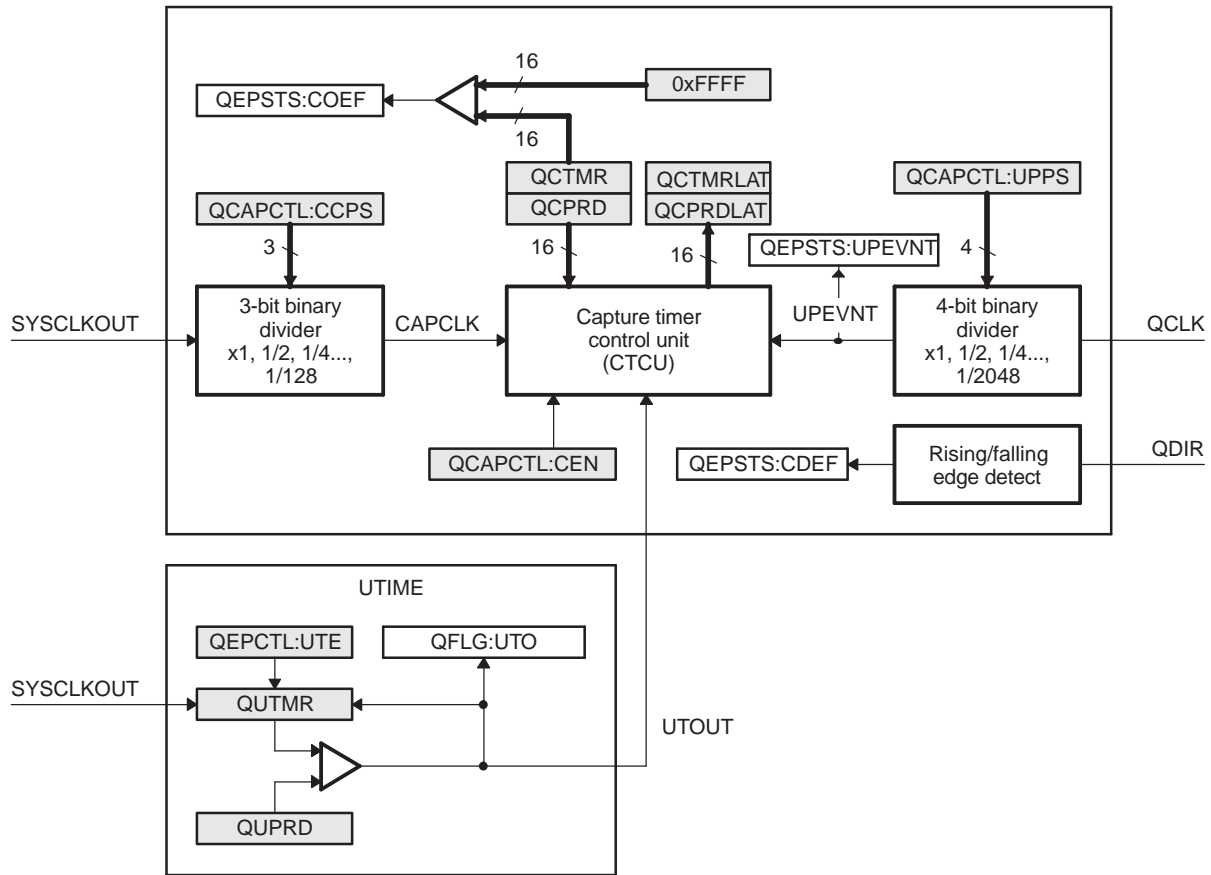 16
0xFFFF
QEPSTS:COEF
16
QCTMR
QCPRD
QCTMRLAT
QCPRDLAT
QCAPCTL:UPPS
QCAPCTL:CCPS
3
16
16
QEPSTS:UPEVNT
4
SYSCLKOUT
3-bit binary
divider
x1, 1/2, 1/4...,
1/128
CAPCLK
Capture timer
control unit
(CTCU)
UPEVNT
4-bit binary
divider
x1, 1/2, 1/4...,
1/2048
QCLK
QCAPCTL:CEN
QEPSTS:CDEF
Rising/falling
edge detect
QDIR
UTIME
QEPCTL:UTE
QFLG:UTO
SYSCLKOUT
QUTMR
UTOUT
QUPRD